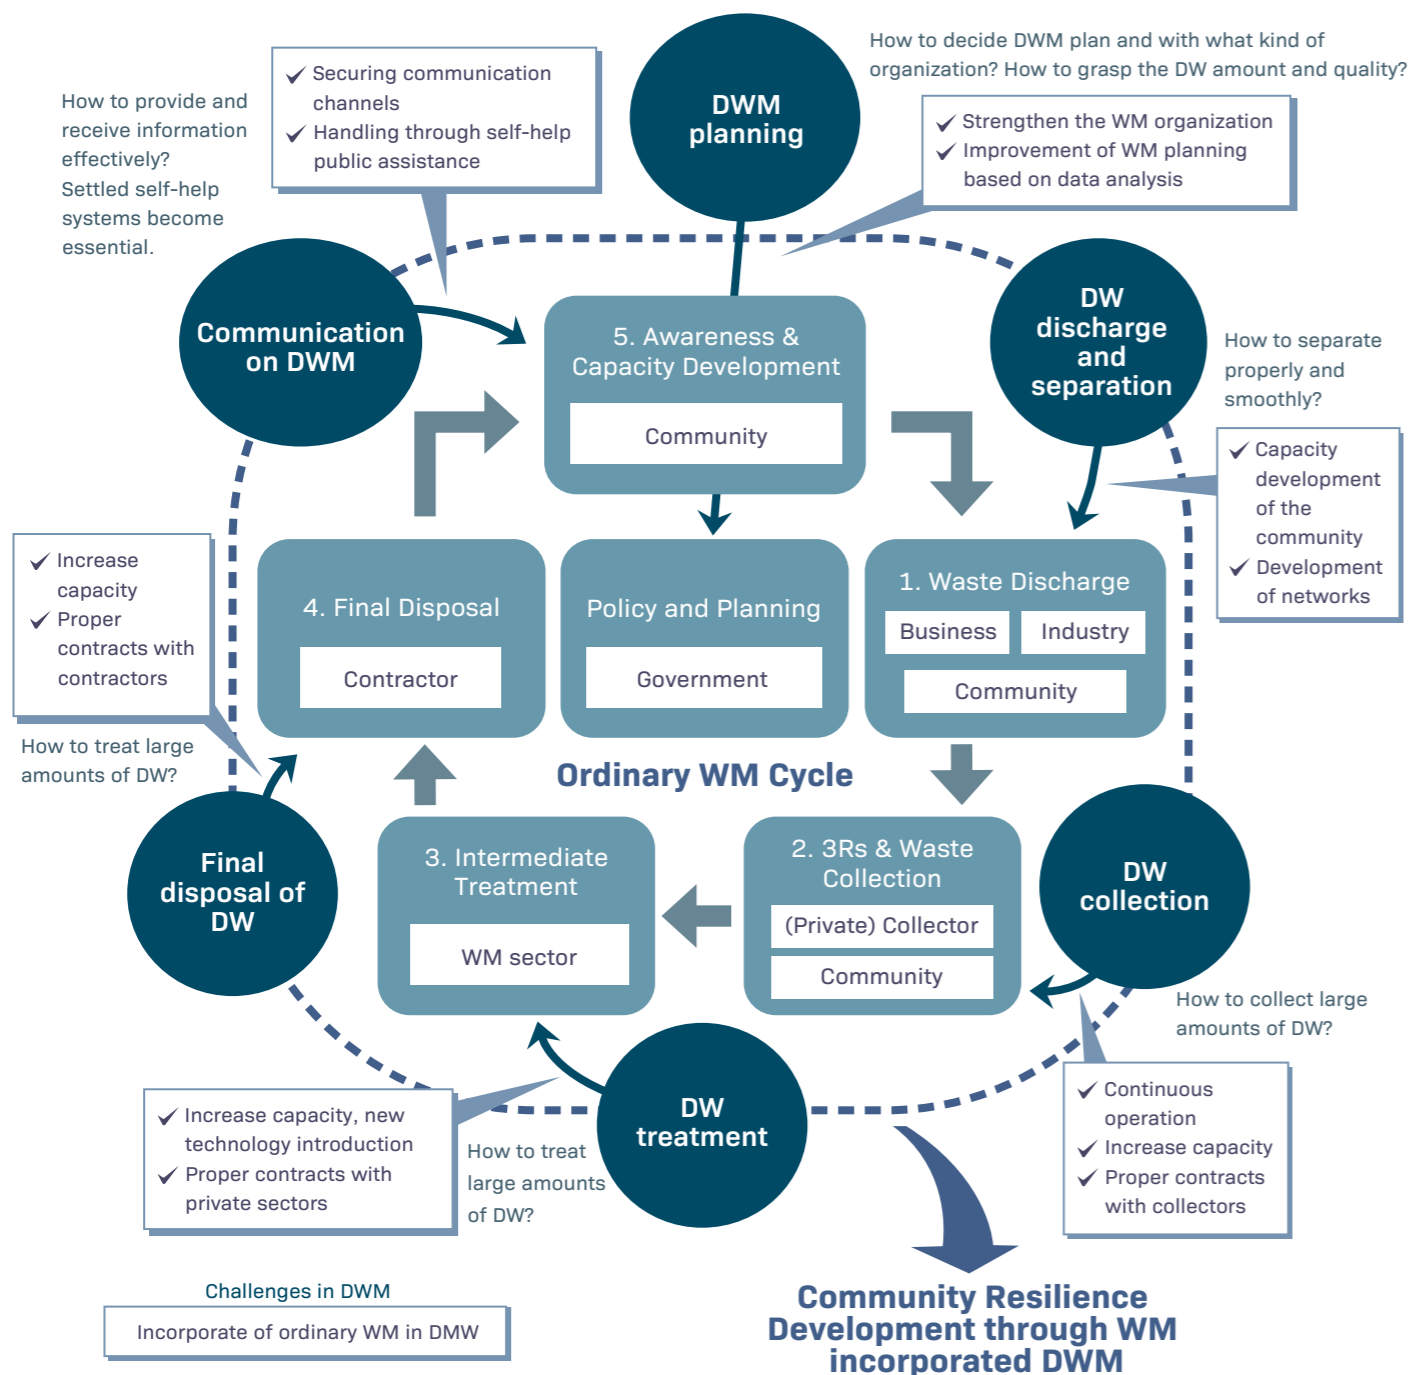 How to decide DWM plan and with what kind of
organization? How to grasp the DW amount and quality?
Securing communication
channels
Handling through self-help
public assistance
How to provide and
receive information
effectively?
Settled self-help
systems become
essential.
DWM
planning
Strengthen the WM organization
Improvement of WM planning
based on data analysis
Communication
on DWM
DW
discharge
and
separation
How to separate
properly and
smoothly?
5. Awareness &
Capacity Development
Community
Capacity
development
of the
community
Development
of networks
Increase
capacity
Proper
contracts with
contractors
How to treat large
amounts of DW?
4. Final Disposal
Contractor
Policy and Planning
Government
1. Waste Discharge
Business
Industry
Community
Ordinary WM Cycle
Final
disposal of
DW
3. Intermediate
Treatment
WM sector
2. 3Rs & Waste
Collection
(Private) Collector
Community
DW
collection
How to collect large
amounts of DW?
Increase capacity, new
technology introduction
Proper contracts with
private sectors
How to treat
large amounts
of DW?
DW
treatment
Continuous
operation
Increase capacity
Proper contracts
with collectors
Challenges in DWM
Incorporate of ordinary WM in DMW
Community Resilience
Development through WM
incorporated DWM